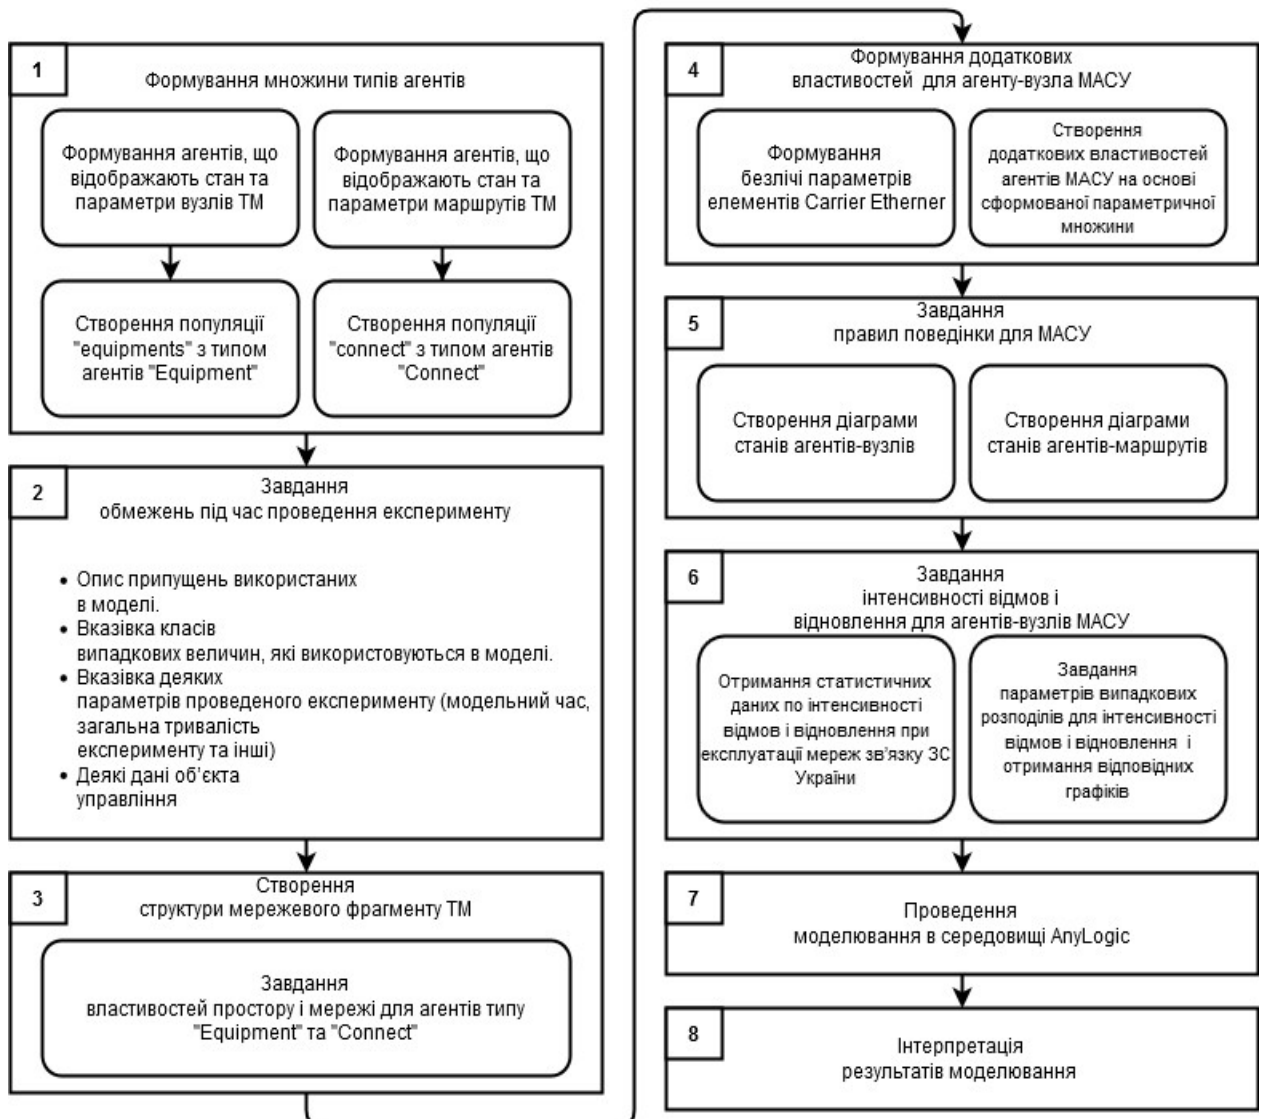 1
Формування множини типів агентів
Формування агентів, що
відображають стан та
параметри вузлів ТМ
Формування агентів, що
відображають стан та
параметри маршрутів ТМ
Створення популяції
"equipments" з типом
агентів "Equipment"
Створення популяції
"connect" з типом агентів
"Connect"
2
Завдання
обмежень під час проведення експерименту
• Опис припущень використаних
в моделі.
• Вказівка класів
випадкових величин, які використовуються в моделі.
• Вказівка деяких
параметрів проведеного експерименту (модельний час,
загальна тривалість
експерименту та інші)
• Деякі дані об'єкта
управління
3
Створення
структури мережевого фрагменту ТМ
Завдання
властивостей простору і мережі для агентів типу
"Equipment" та "Connect"
4
Формування додаткових
властивостей для агенту-вузла МАСУ
Формування
безлічі параметрів
елементів Carrier Etherner
Створення
додаткових властивостей
агентів МАСУ на основі
сформованої параметричної
множини
5
Завдання
правил поведінки для МАСУ
Створення діаграми
станів агентів-вузлів
Створення діаграми
станів агентів-маршрутів
6
Завдання
інтенсивності відмов і
відновлення для агентів-вузлів МАСУ
Отримання статистичних
даних по інтенсивності
відмов і відновлення при
експлуатації мереж зв'язку ЗС
України
Завдання
параметрів випадкових
розподілів для інтенсивності
відмов і відновлення і
отримання відповідних
графіків
7
Проведення
моделювання в середовищі AnyLogic
8
Інтерпретація
результатів моделювання